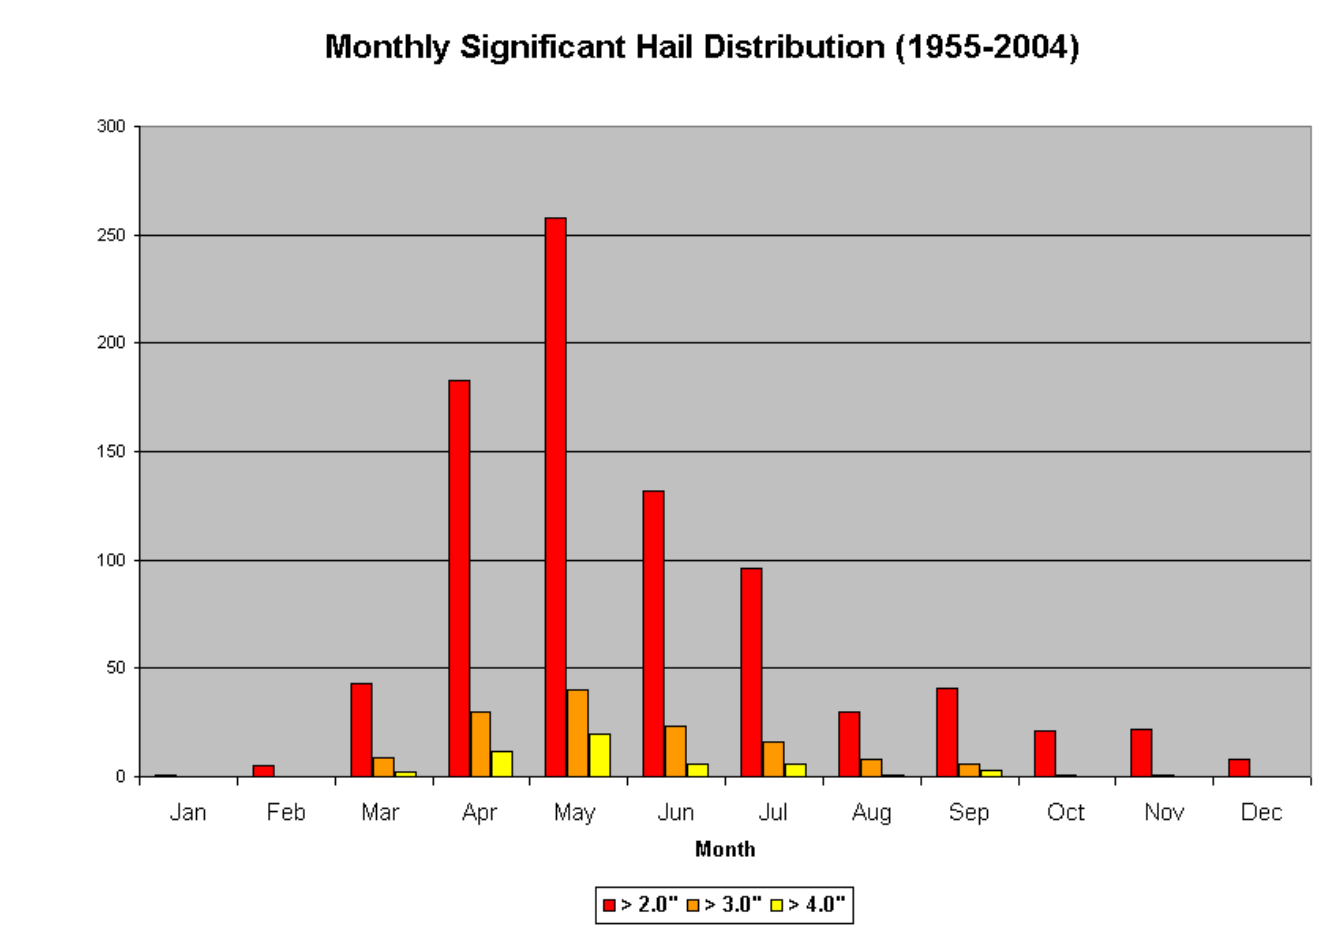 Monthly Significant Hail Distribution (1955-2004)
300
250
200
150
100
50
0
Jan Feb Mar Apr May Jun Jul Aug Sep Oct Nov Dec
Month
> 2.0" > 3.0" > 4.0"